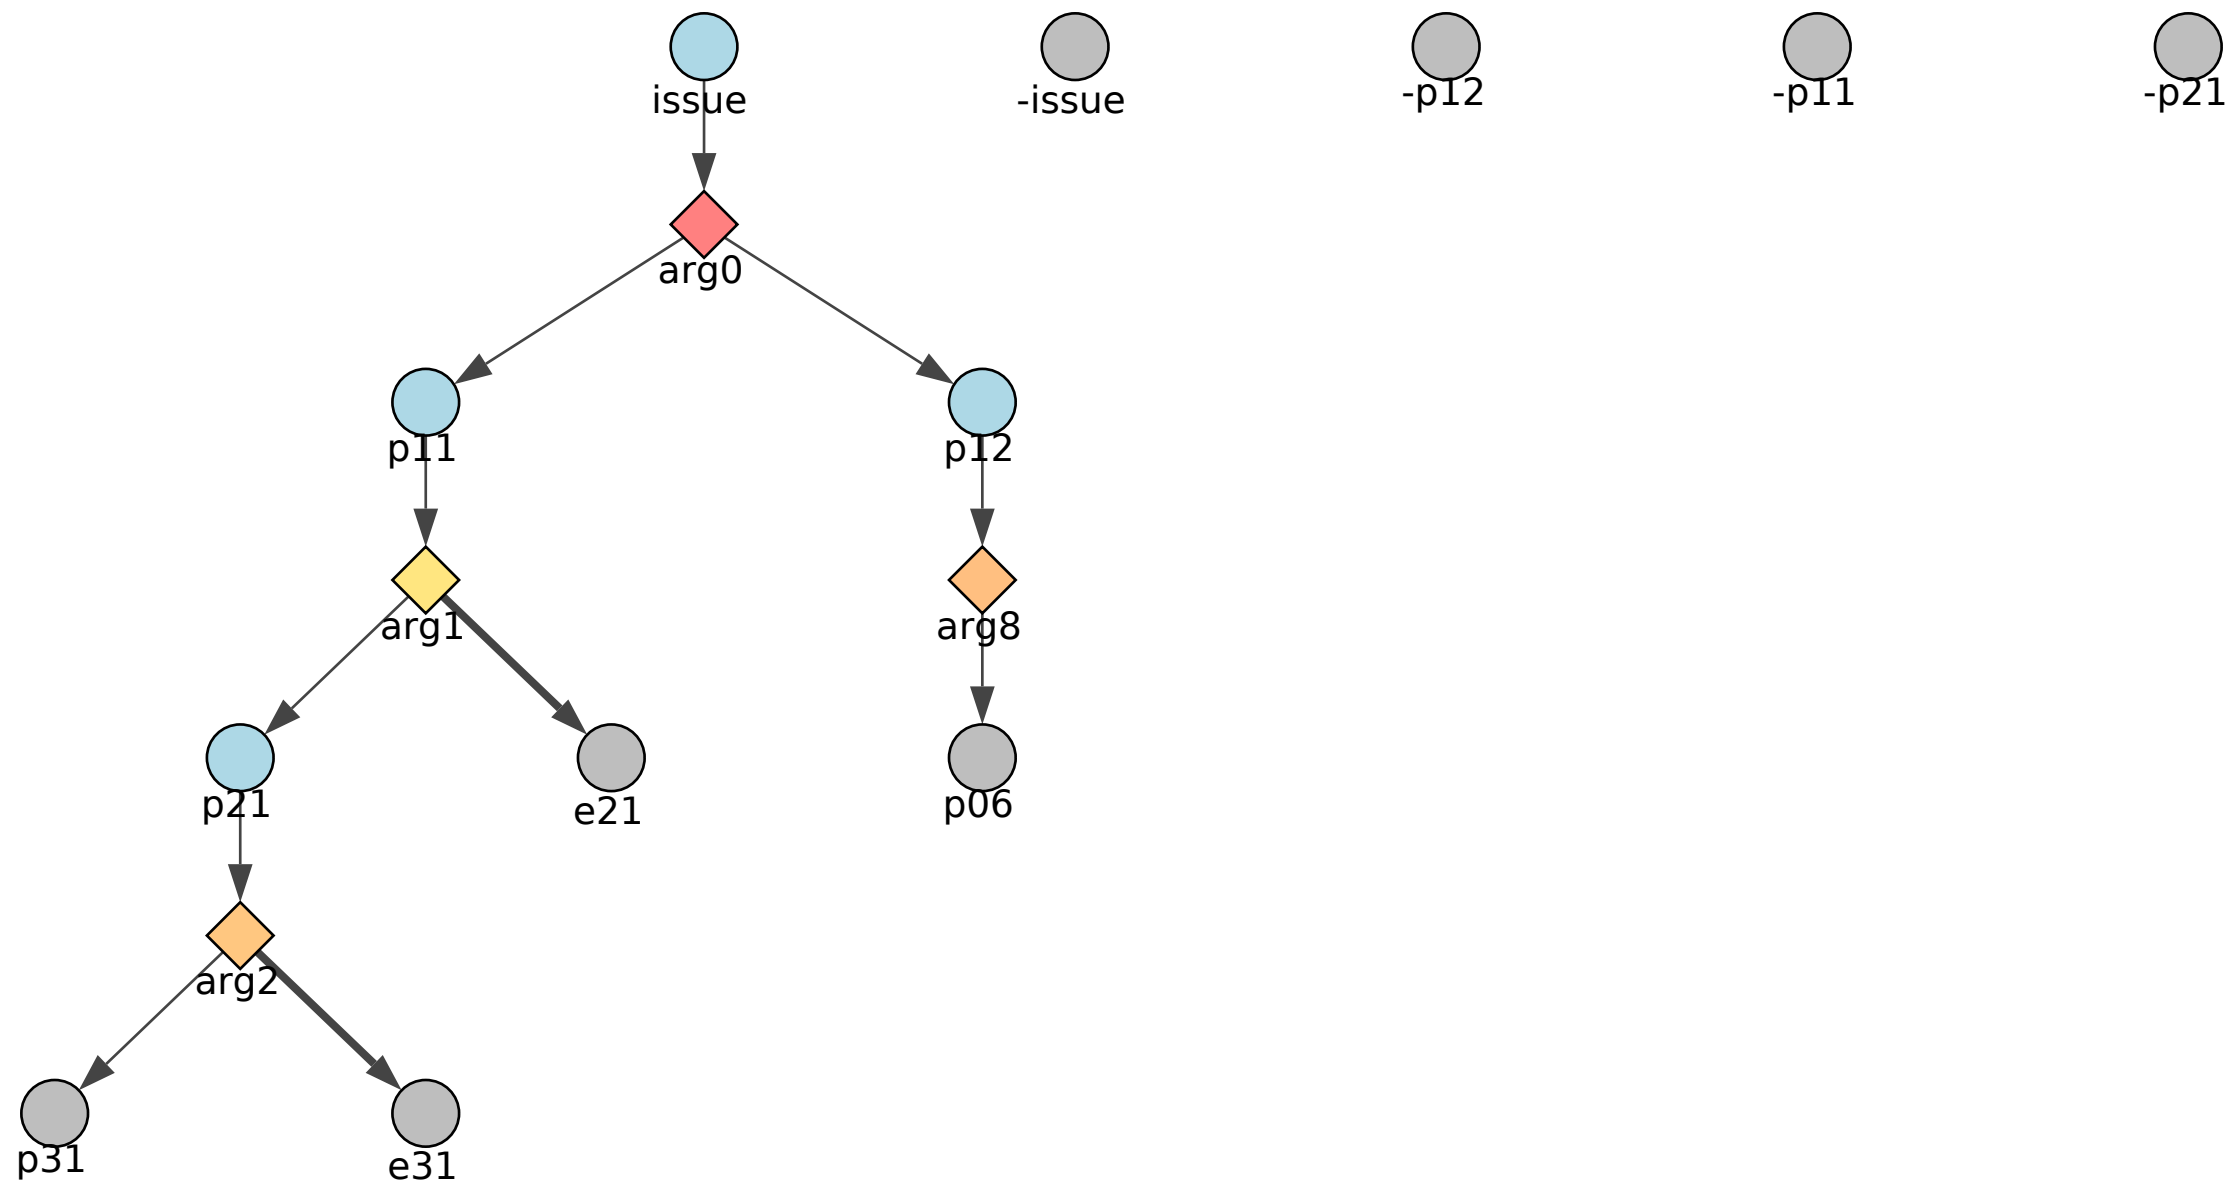 issue
-issue
-p12
-p11
-p21
arg0
p11
p12
arg1
arg8
p21
e21
p06
arg2
p31
e31